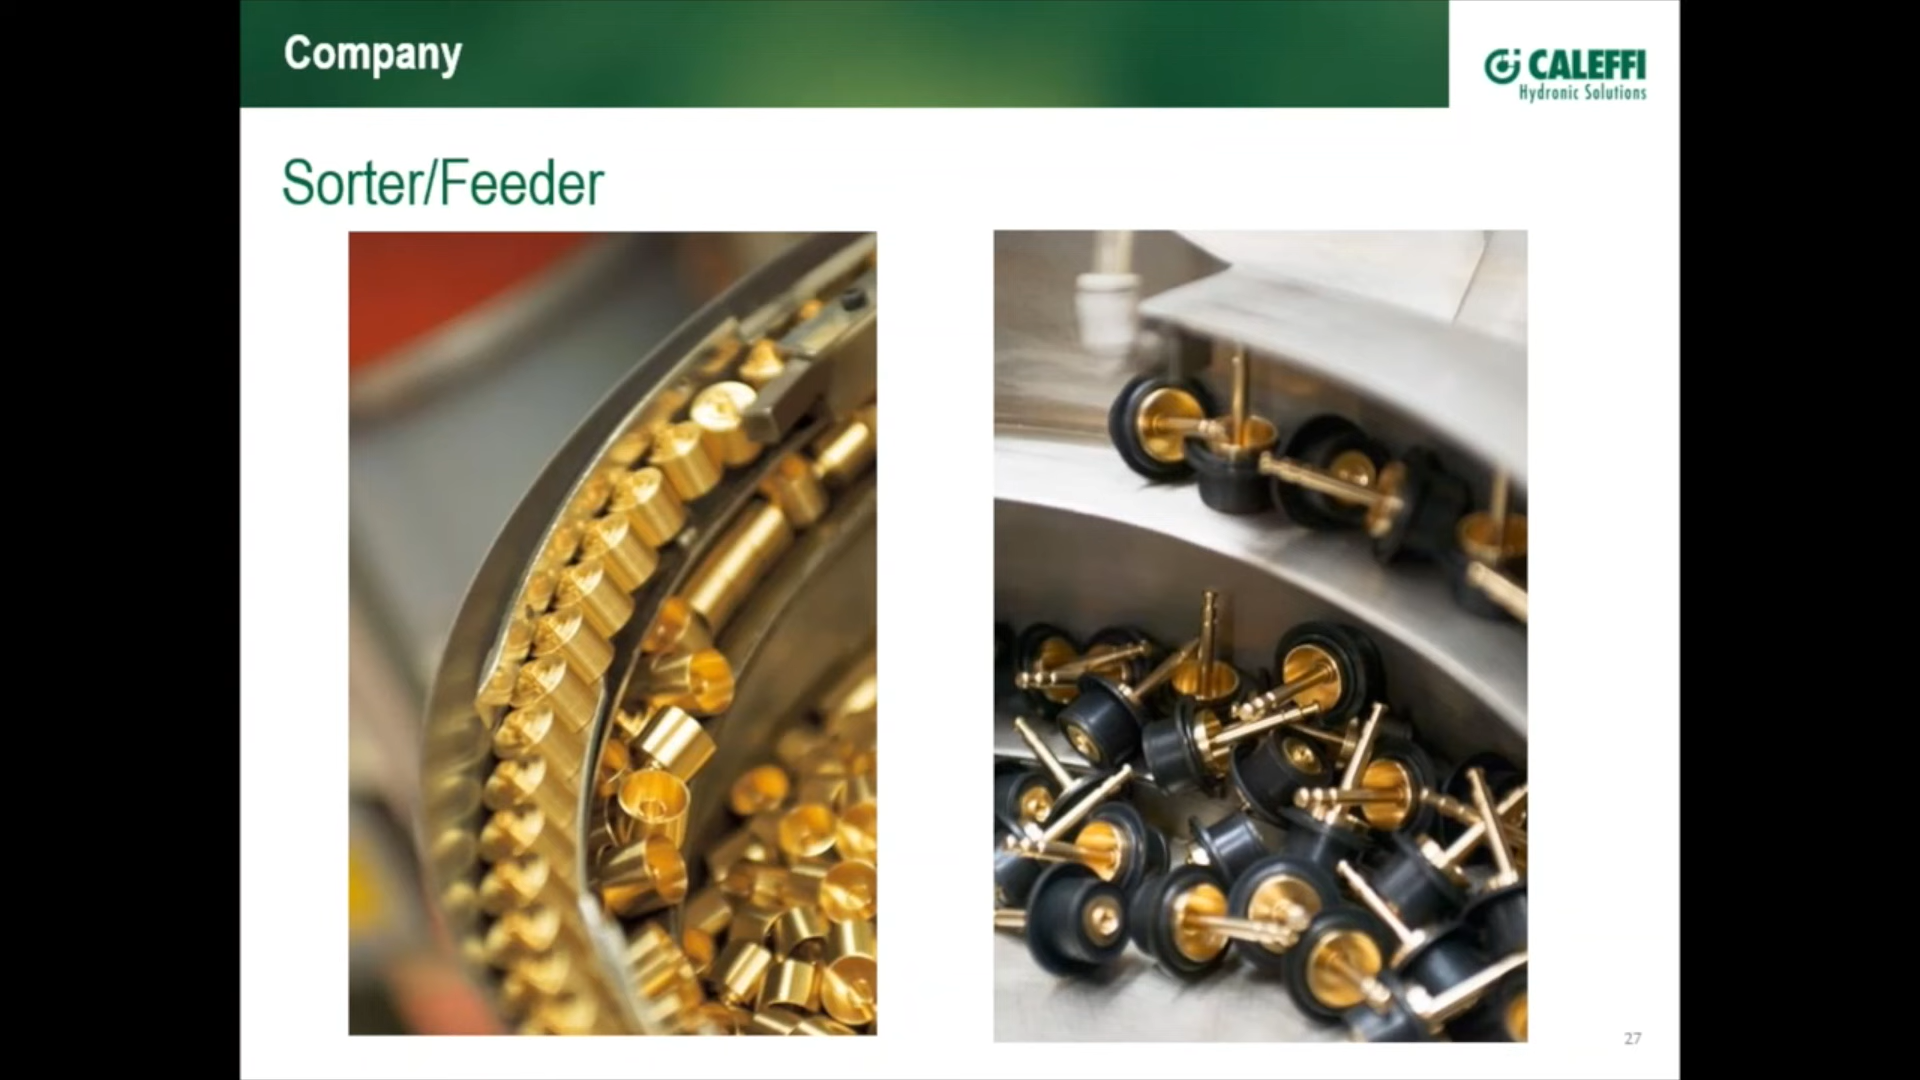 Company
CALEFFI
Hydronic Solutions
Sorter/Feeder
27